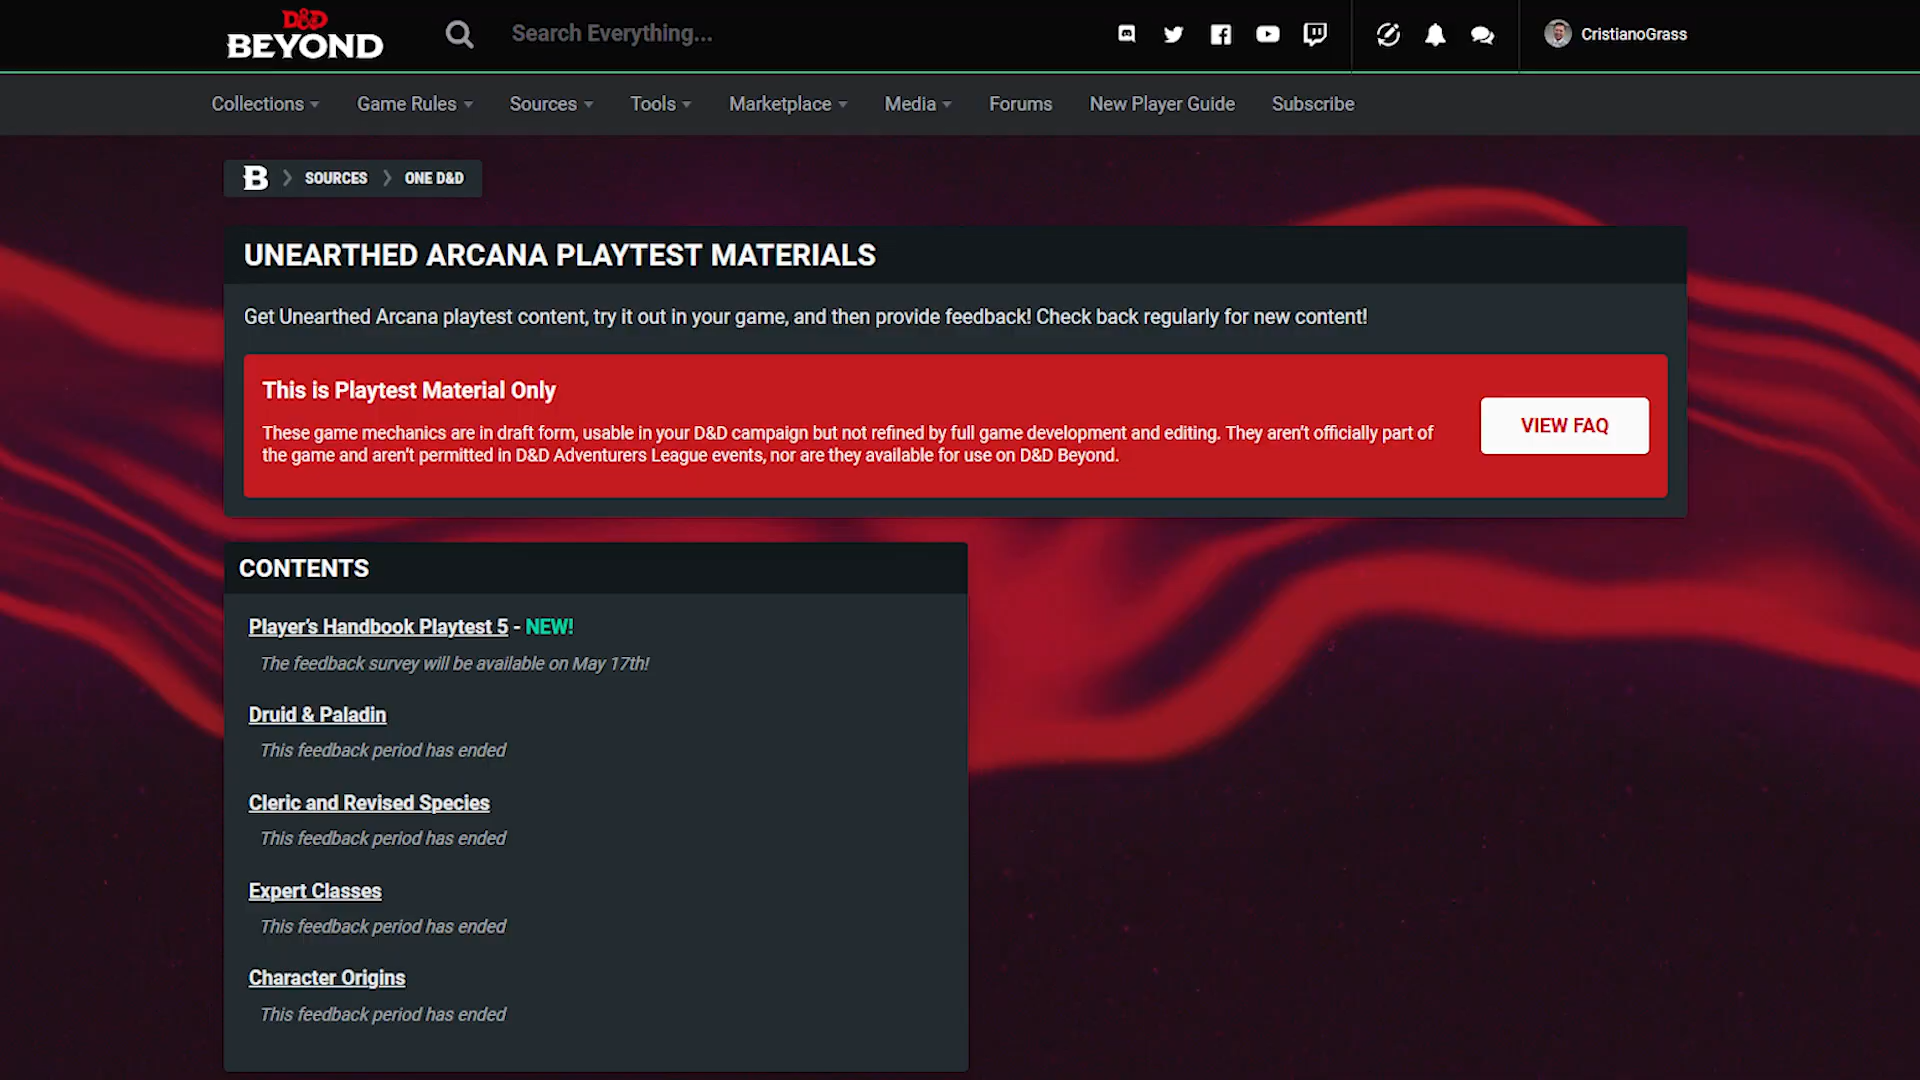 D&D
BEYOND
Search Everything...
CristianoGrass
Collections
Game Rules
Sources
Tools
Marketplace
Media
Forums
New Player Guide
Subscribe
B
SOURCES
ONE D&D
UNEARTHED ARCANA PLAYTEST MATERIALS
Get Unearthed Arcana playtest content, try it out in your game, and then provide feedback! Check back regularly for new content!
This is Playtest Material Only
These game mechanics are in draft form, usable in your D&D campaign but not refined by full game development and editing. They aren’t officially part of
the game and aren’t permitted in D&D Adventurers League events, nor are they available for use on D&D Beyond.
VIEW FAQ
CONTENTS
Player’s Handbook Playtest 5 - NEW!
The feedback survey will be available on May 17th!
Druid & Paladin
This feedback period has ended
Cleric and Revised Species
This feedback period has ended
Expert Classes
This feedback period has ended
Character Origins
This feedback period has ended